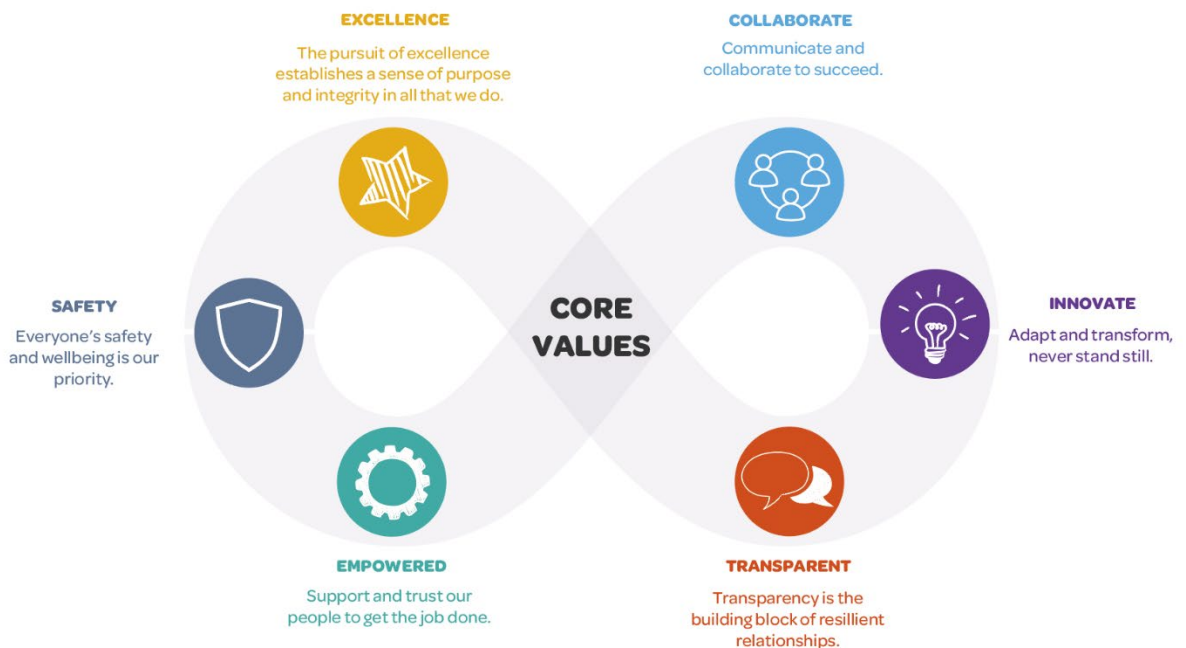 EXCELLENCE
The pursuit of excellence
establishes a sense of purpose
and integrity in all that we do.
COLLABORATE
Communicate and
collaborate to succeed.
SAFETY
Everyone's safety
and wellbeing is our
priority.
CORE
VALUES
INNOVATE
Adapt and transform,
never stand still.
EMPOWERED
Support and trust our
people to get the job done.
TRANSPARENT
Transparency is the
building block of resillient
relationships.